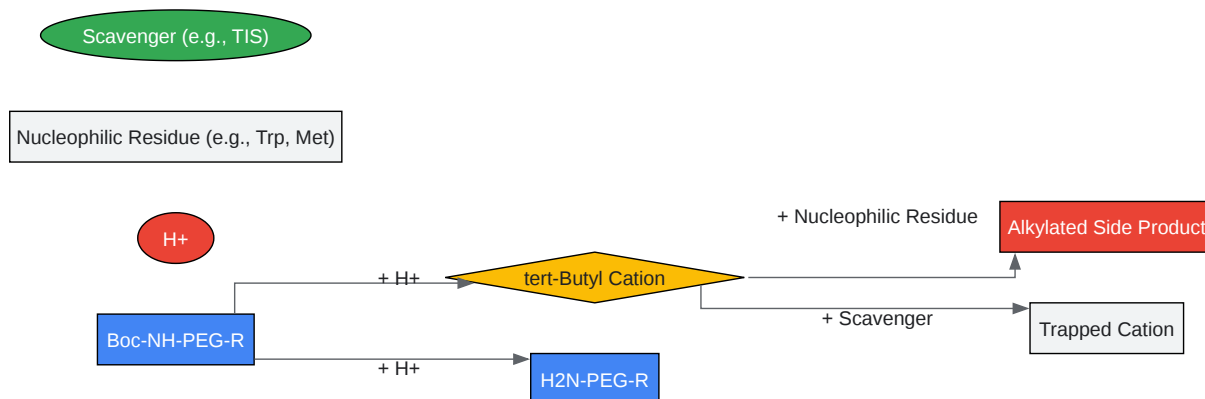 Scavenger (e.g., TIS)
Nucleophilic Residue (e.g., Trp, Met)
+ Nucleophilic Residue
Alkylated Side Product
H+
+ H+
tert-Butyl Cation
+ Scavenger
Trapped Cation
Boc-NH-PEG-R
+ H+
H2N-PEG-R